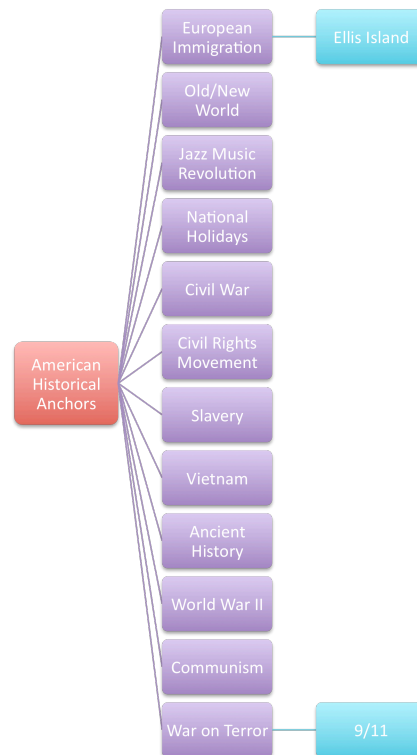 European
Immigration
Ellis Island
Old/New
World
Jazz Music
Revolution
National
Holidays
Civil War
Civil Rights
Movement
American
Historical
Anchors
Slavery
Vietnam
Ancient
History
World War II
Communism
War on Terror
9/11